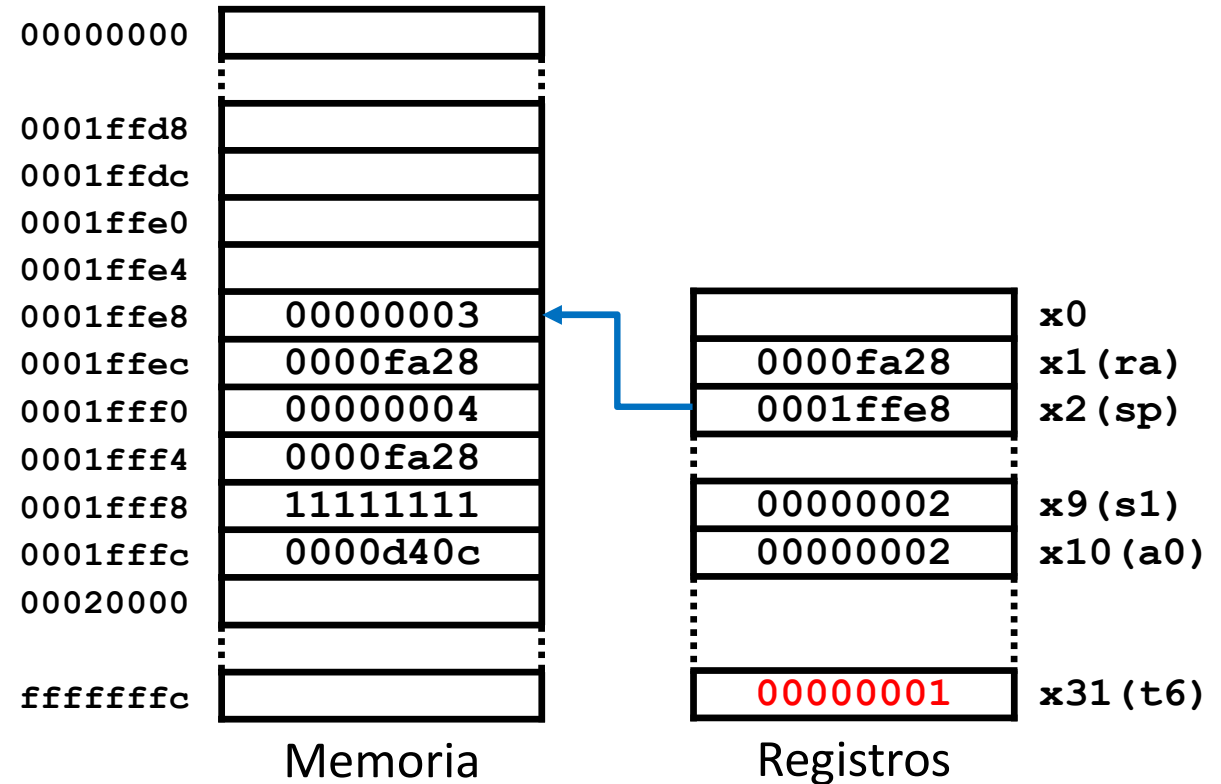 00000000
0001ffd8
0001ffdc
0001ffe0
0001ffe4
0001ffe8 00000003 x0
0001ffec 0000fa28 0000fa28 x1(ra)
0001fff0 00000004 0001ffe8 x2(sp)
0001fff4 0000fa28
0001fff8 11111111 00000002 x9(s1)
0001fffc 0000d40c 00000002 x10(a0)
00020000
fffffffc 00000001 x31(t6)
Memoria Registros